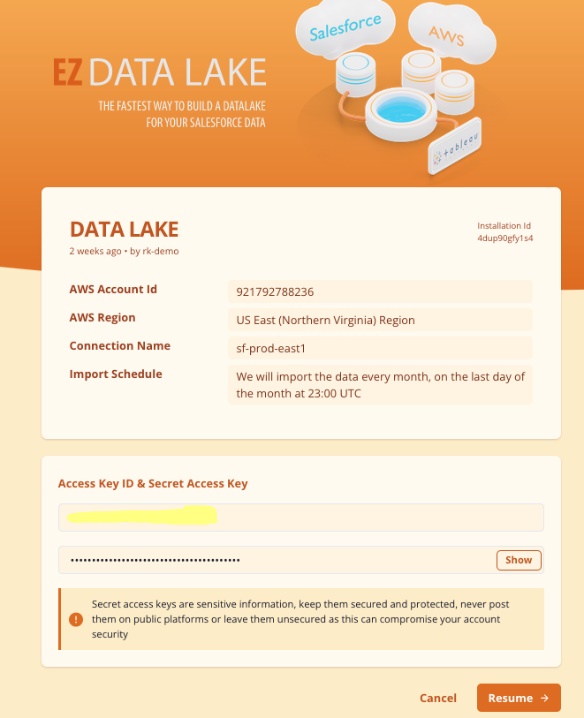 Salesforce
AWS
EZ DATA LAKE
THE FASTEST WAY TO BUILD A DATALAKE
FOR YOUR SALESFORCE DATA
tableau
DATA LAKE
2 weeks ago • by rk-demo
Installation Id
4dup90gfy1s4
AWS Account Id
921792788236
AWS Region
US East (Northern Virginia) Region
Connection Name
sf-prod-east1
Import Schedule
We will import the data every month, on the last day of
the month at 23:00 UTC
Access Key ID & Secret Access Key
••••••••••••••••••••••••••••••••••••••••
Show
Secret access keys are sensitive information, keep them secured and protected, never post
them on public platforms or leave them unsecured as this can compromise your account
security
Cancel
Resume →